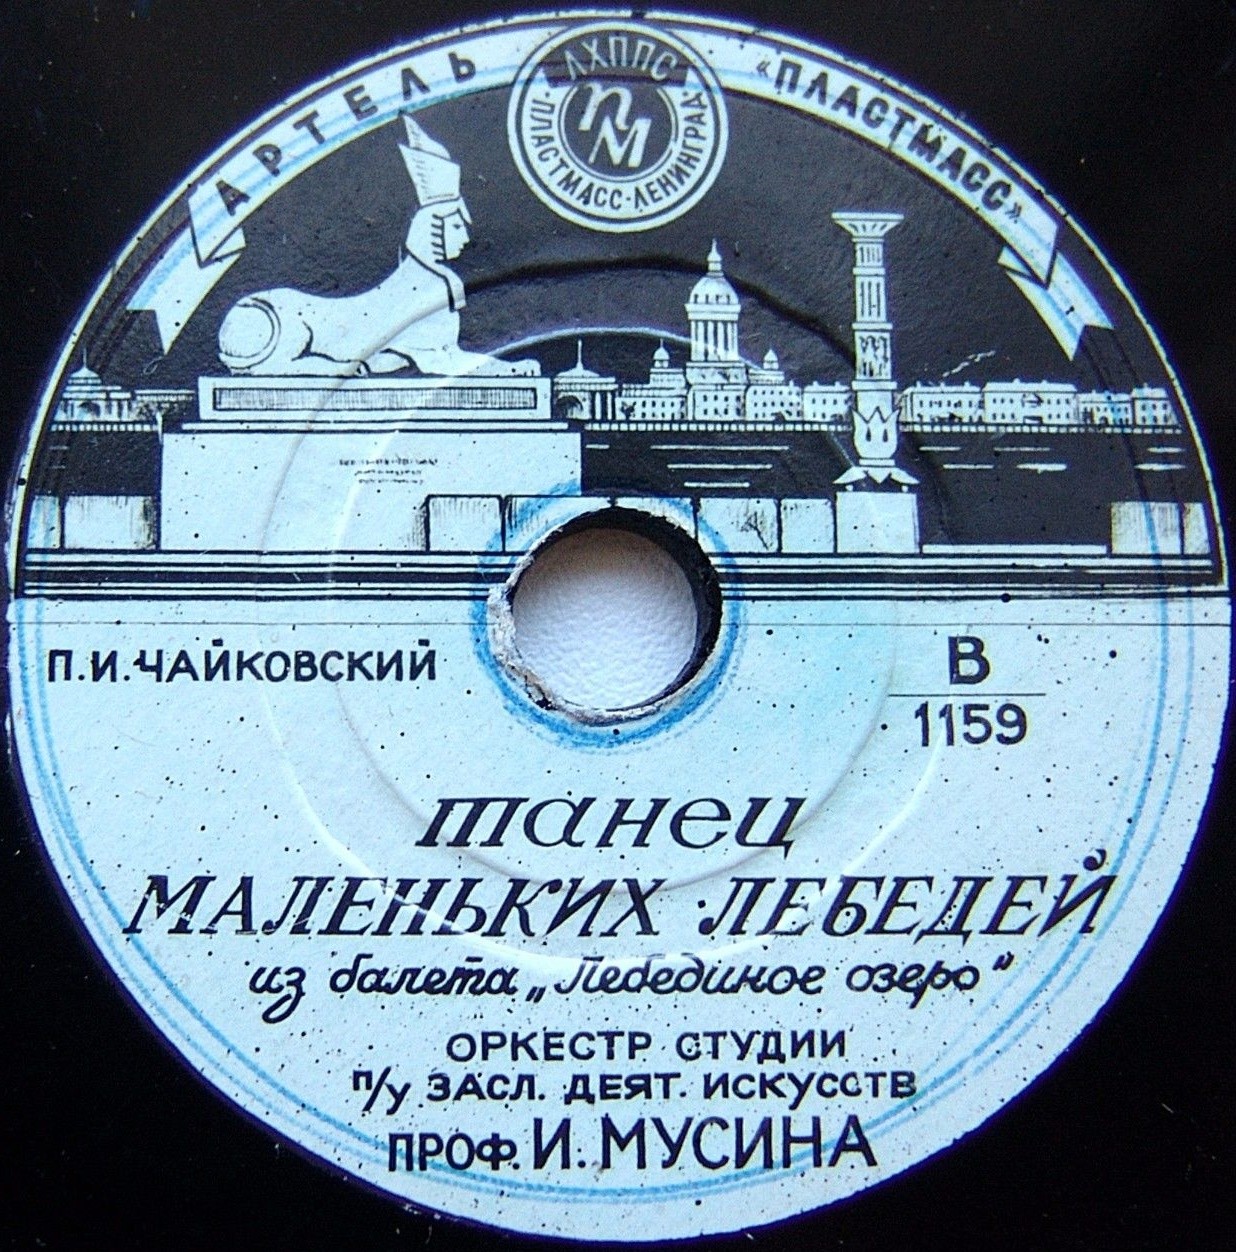 АРТЕЛЬ
«ПЛАСТМАСС»
ЛХППС
ПМ
·ПЛАСТМАСС-ЛЕНИНГРАД·
П.И.ЧАЙКОВСКИЙ
В
1159
танец
МАЛЕНЬКИХ ЛЕБЕДЕЙ
из балета „Лебединое озеро"
ОРКЕСТР СТУДИИ
п/у ЗАСЛ. ДЕЯТ. ИСКУССТВ
ПРОФ. И. МУСИНА